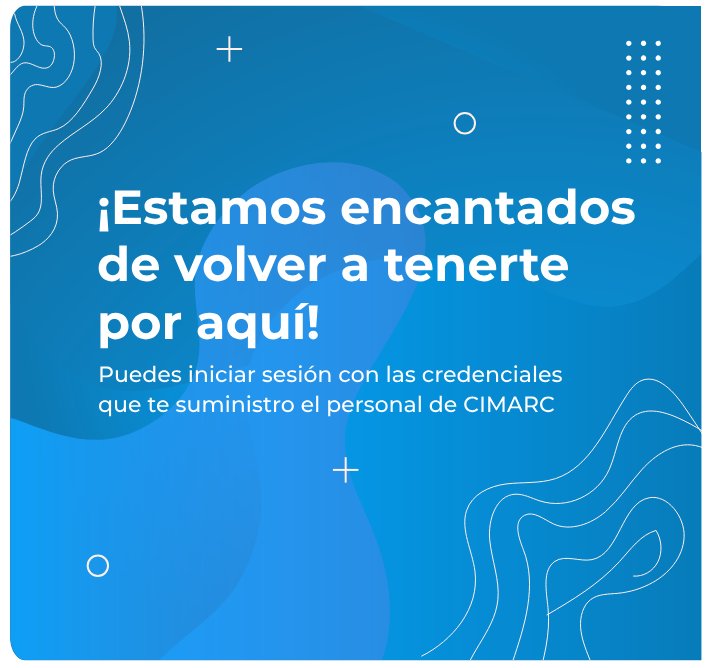 ¡Estamos encantados
de volver a tenerte
por aquí!
Puedes iniciar sesión con las credenciales
que te suministro el personal de CIMARC